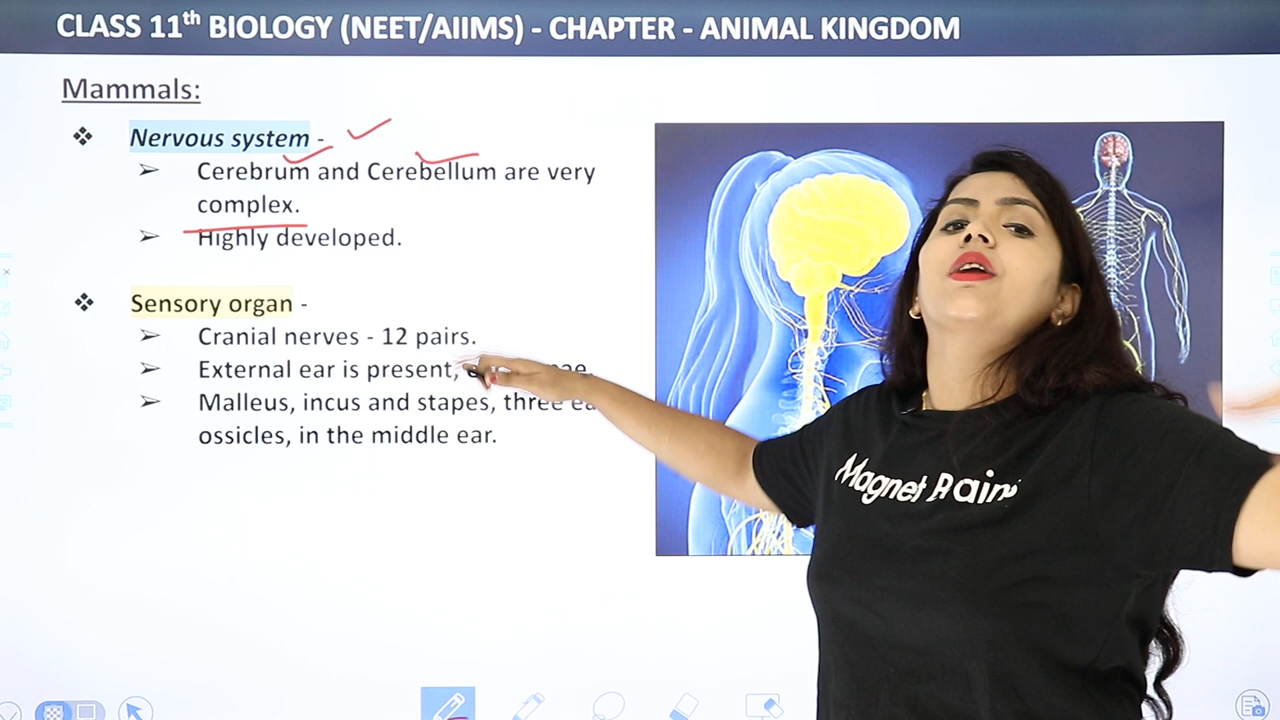 CLASS 11th BIOLOGY (NEET/AIIMS) - CHAPTER - ANIMAL KINGDOM
Mammals:
❖ Nervous system -
➢ Cerebrum and Cerebellum are very
complex.
➢ Highly developed.
❖ Sensory organ -
➢ Cranial nerves - 12 pairs.
➢ External ear is present,
➢ Malleus, incus and stapes, three
ossicles, in the middle ear.
Magnet Brains